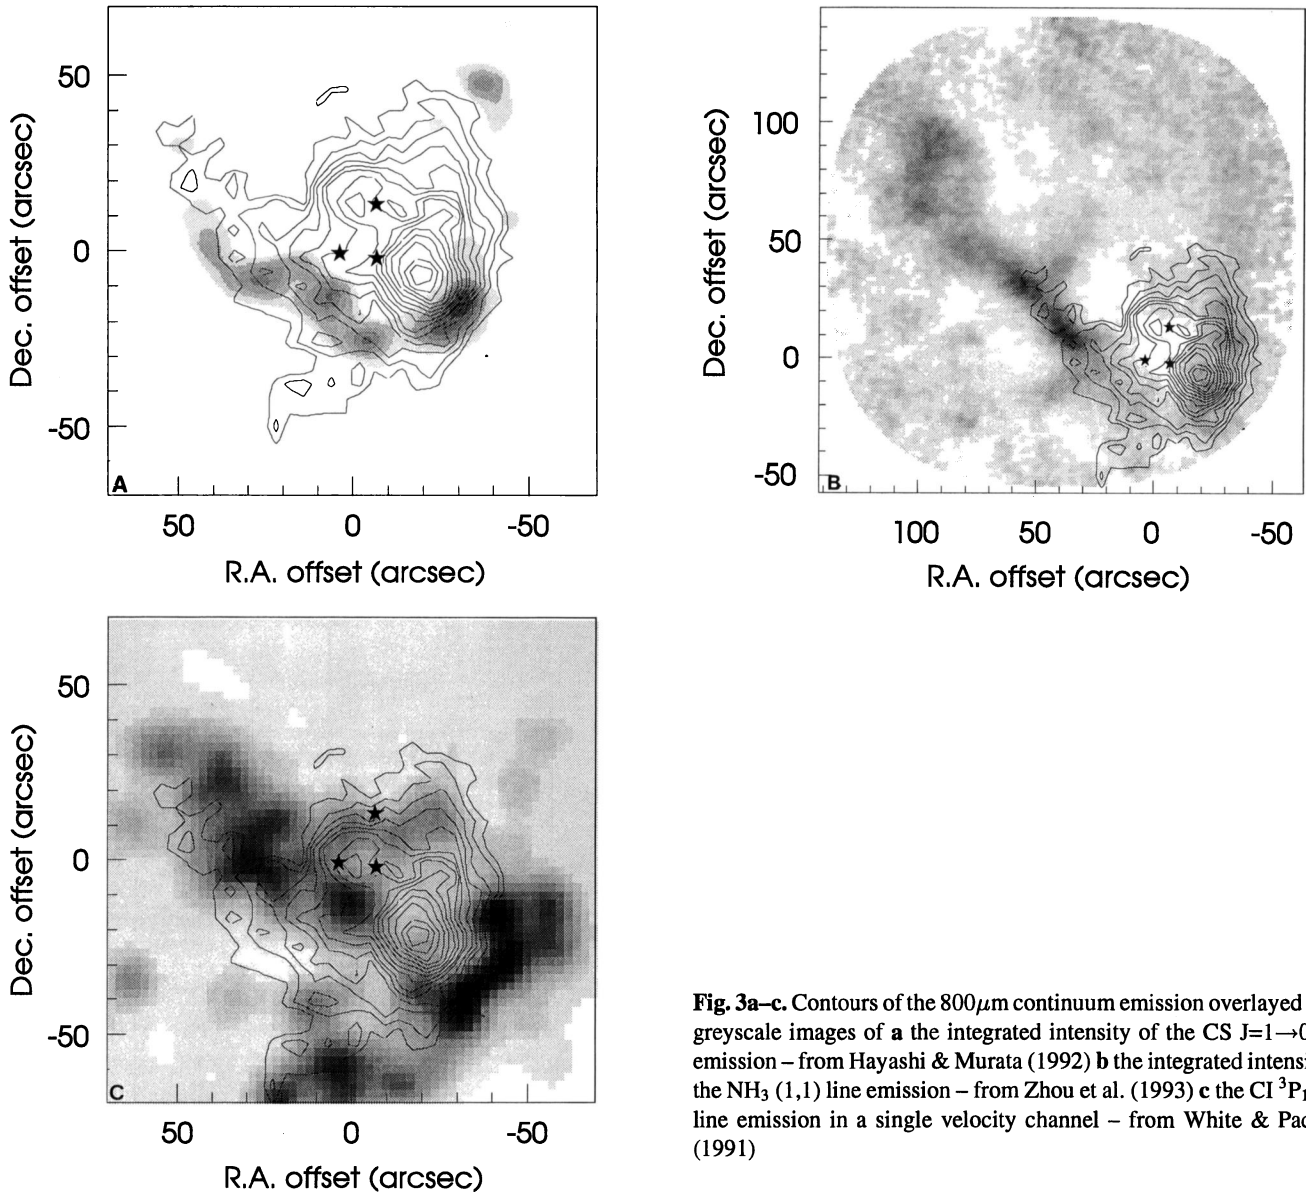 50
0
-50
Dec. offset (arcsec)
A
50 0 -50
R.A. offset (arcsec)
100
50
0
-50
Dec. offset (arcsec)
B
100 50 0 -50
R.A. offset (arcsec)
50
0
-50
Dec. offset (arcsec)
C
50 0 -50
R.A. offset (arcsec)
Fig. 3a–c. Contours of the 800μm continuum emission overlayed
greyscale images of a the integrated intensity of the CS J=1→0
emission – from Hayashi & Murata (1992) b the integrated
the NH₃ (1,1) line emission – from Zhou et al. (1993) c the CI
line emission in a single velocity channel – from White &
(1991)